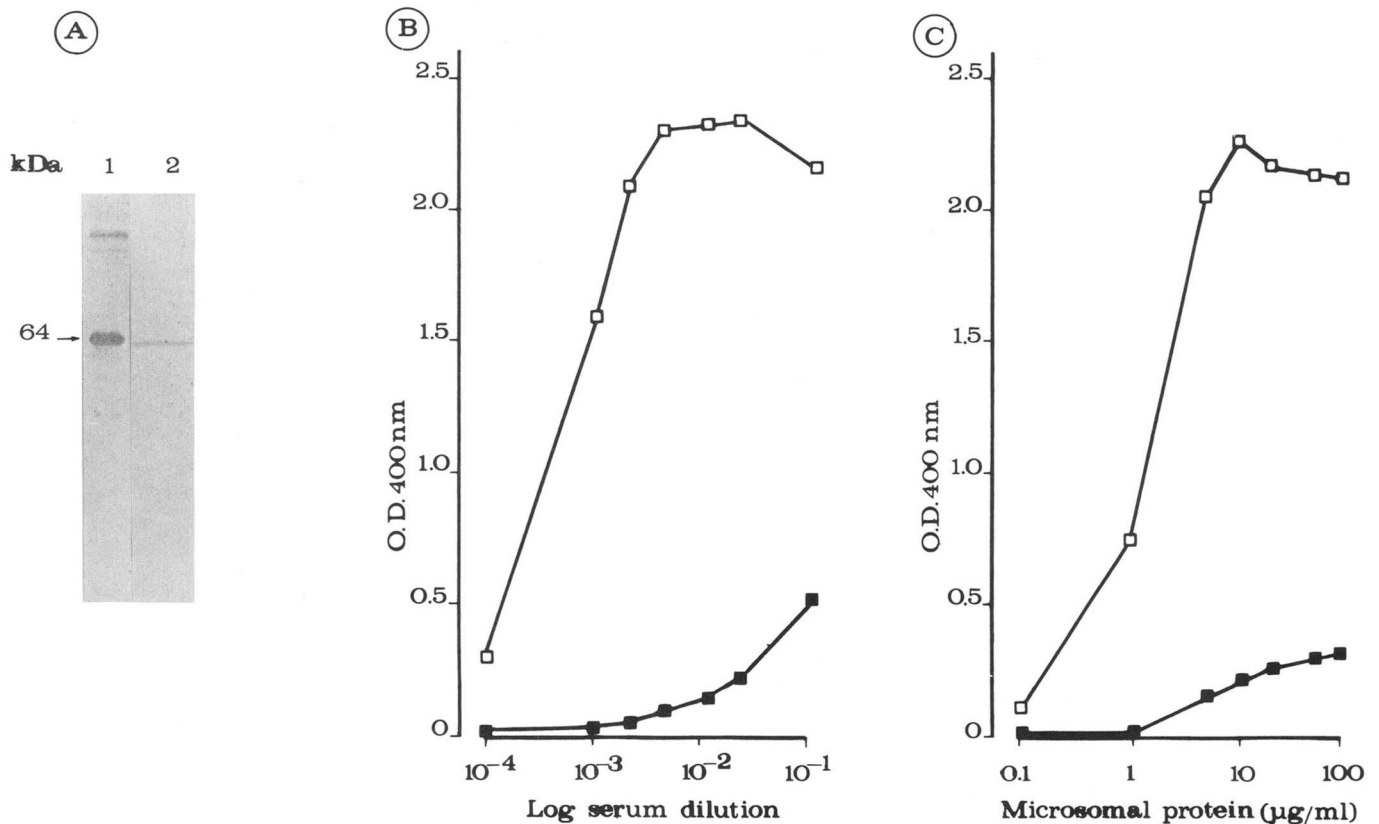 A
kDa 1 2
64
B
2.5
2.0
1.5
1.0
0.5
0
O.D. 400nm
10⁻⁴ 10⁻³ 10⁻² 10⁻¹
Log serum dilution
C
2.5
2.0
1.5
1.0
0.5
0
O.D. 400 nm
0.1 1 10 100
Microsomal protein (µg/ml)